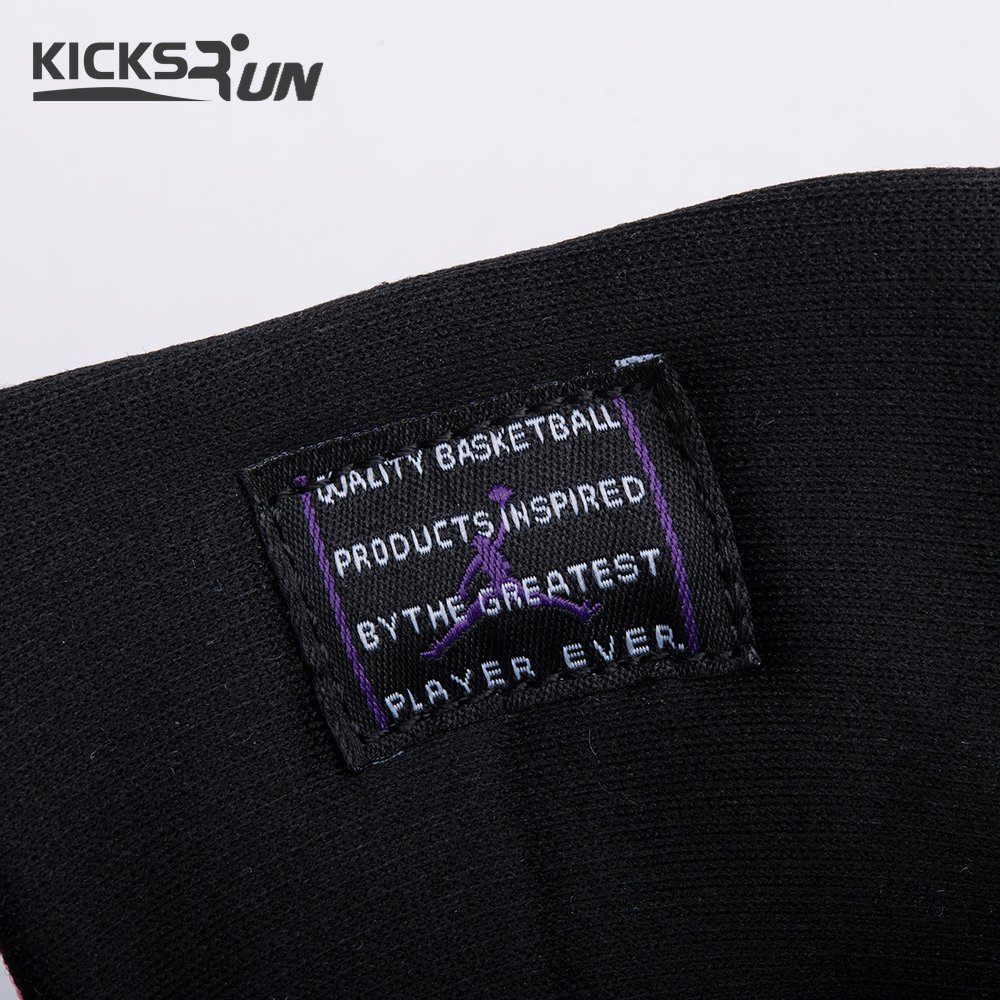 KICKSRUN
QUALITY BASKETBALL
PRODUCTS INSPIRED
BY THE GREATEST
PLAYER EVER.